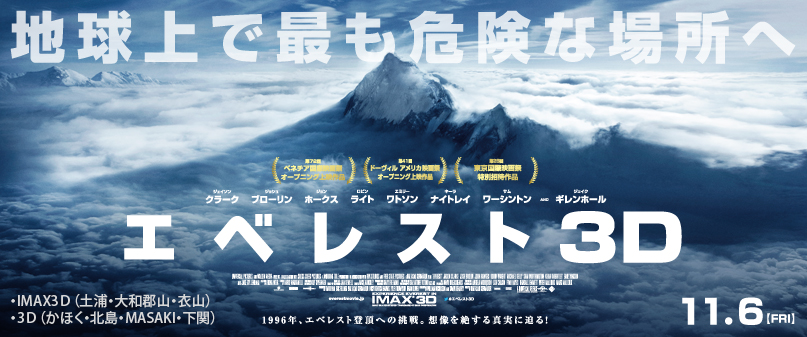 地球上で最も危険な場所へ
第72回
ベネチア国際映画祭
オープニング上映作品
第41回
ドーヴィル アメリカ映画祭
オープニング上映作品
第28回
東京国際映画祭
特別招待作品
ジェイソン クラーク
ジョシュ ブローリン
ジョン ホークス
ロビン ライト
エミリー ワトソン
キーラ ナイトレイ
サム ワーシントン
AND
ジェイク ギレンホール
エベレスト3D
everestmovie.jp
IMAX 3D
#エベレスト3D
・IMAX3D（土浦・大和郡山・衣山）
・3D（かほく・北島・MASAKI・下関）
1996年、エベレスト登頂への挑戦。想像を絶する真実に迫る!
11.6[FRI]